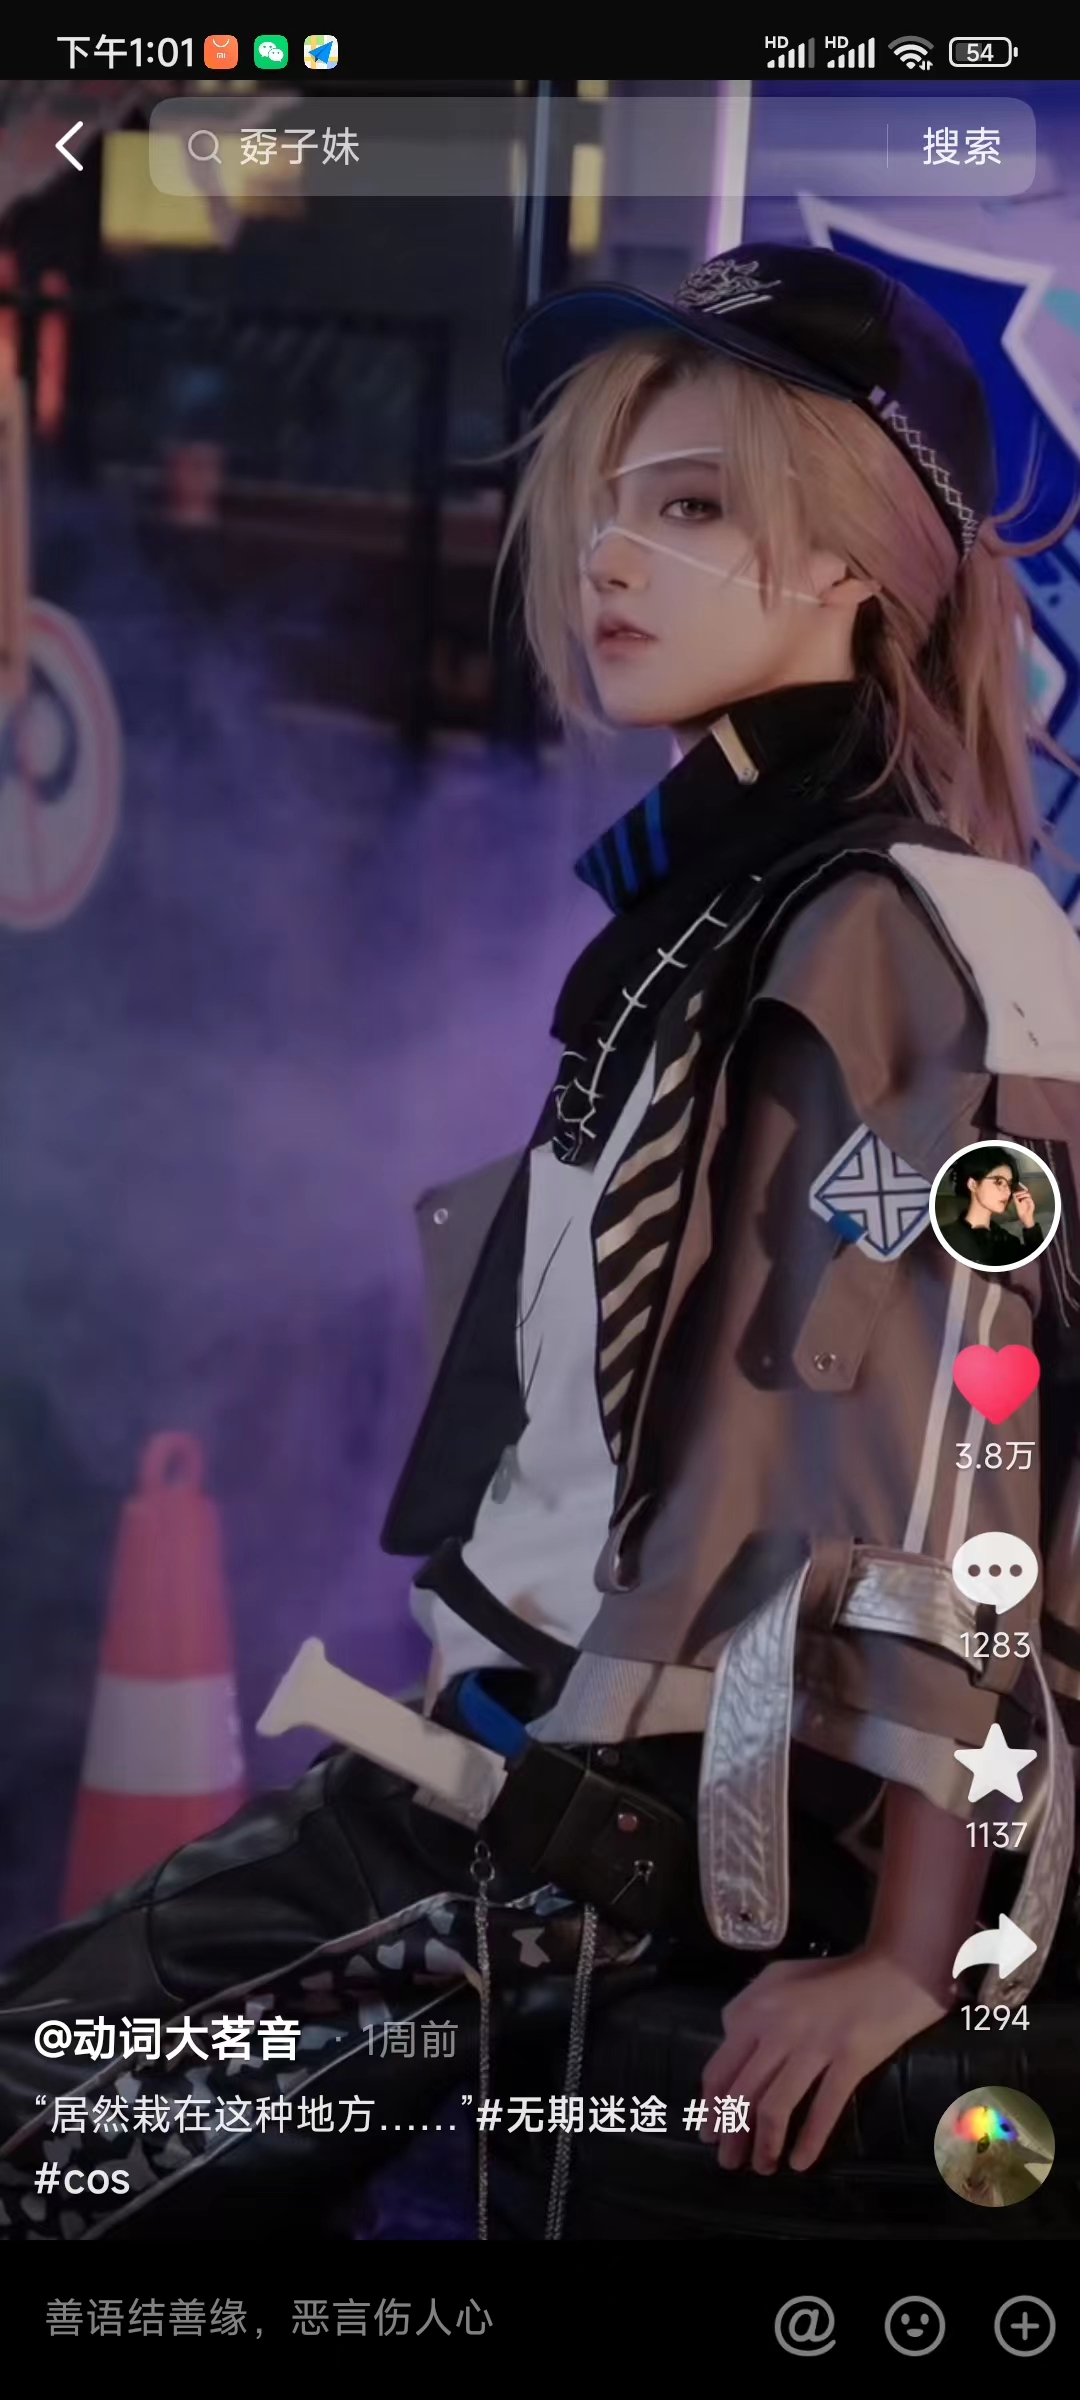 下午1:01
HD HD 54
孬子妹 搜索
3.8万
1283
1137
1294
@动词大茗音 · 1周前
“居然栽在这种地方……”#无期迷途 #澈
#cos
善语结善缘，恶言伤人心